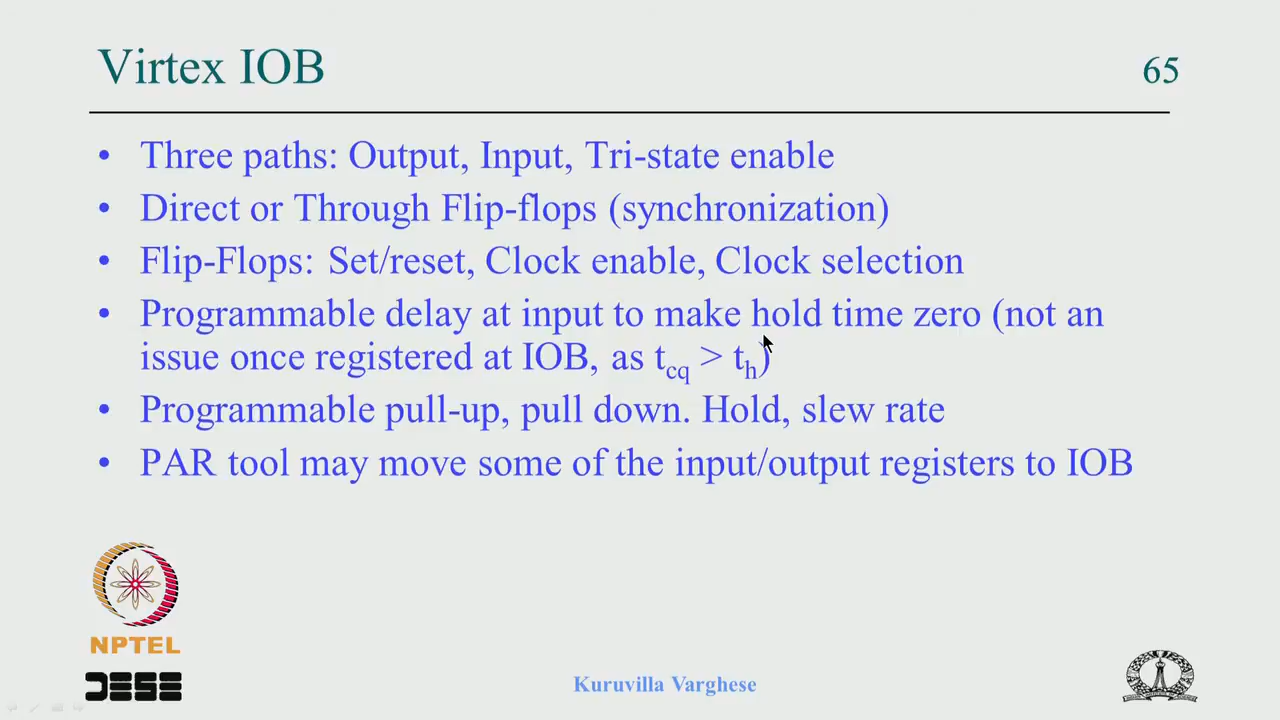 Virtex IOB
65
• Three paths: Output, Input, Tri-state enable
• Direct or Through Flip-flops (synchronization)
• Flip-Flops: Set/reset, Clock enable, Clock selection
• Programmable delay at input to make hold time zero (not an
issue once registered at IOB, as tcq > th)
• Programmable pull-up, pull down. Hold, slew rate
• PAR tool may move some of the input/output registers to IOB
NPTEL
DESE
Kuruvilla Varghese